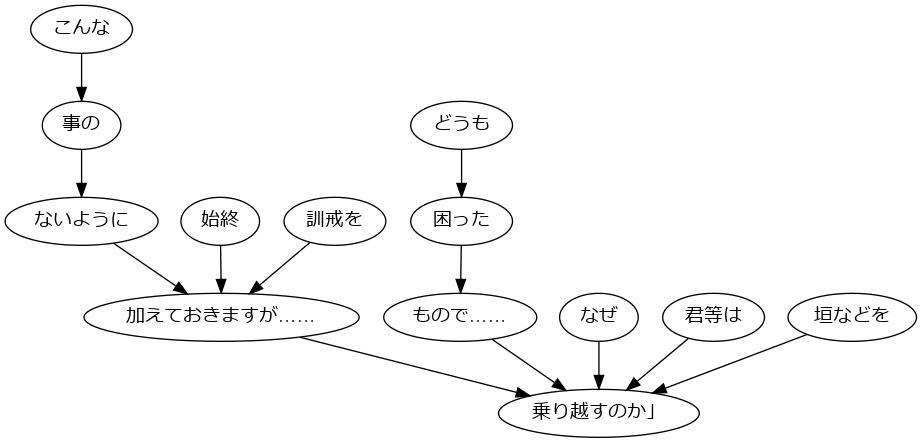 こんな
事の
どうも
ないように
始終
訓戒を
困った
加えておきますが……
もので……
なぜ
君等は
垣などを
乗り越すのか」